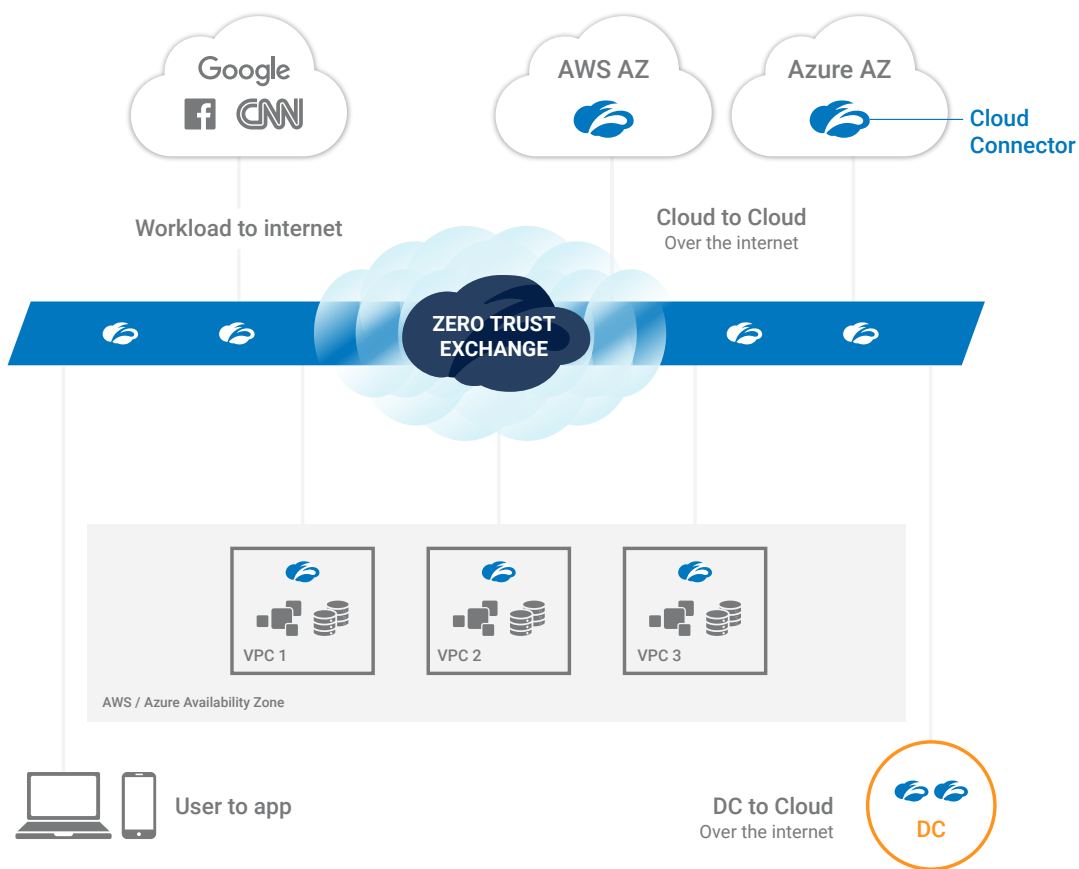 Google
CNN
AWS AZ
Azure AZ
Cloud
Connector
Workload to internet
Cloud to Cloud
Over the internet
ZERO TRUST
EXCHANGE
VPC 1
VPC 2
VPC 3
AWS / Azure Availability Zone
User to app
DC to Cloud
Over the internet
DC